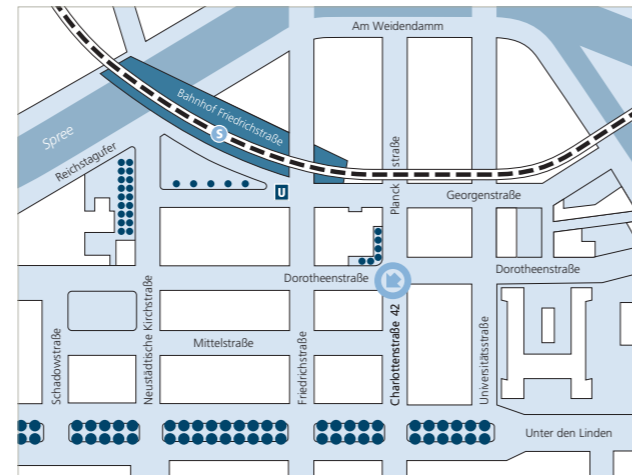 Am Weidendamm
Bahnhof Friedrichstraße
Spree
S
Reichstagufer
U
Planckstraße
Georgenstraße
Dorotheenstraße
Dorotheenstraße
Schadowstraße
Neustädtische Kirchstraße
Mittelstraße
Friedrichstraße
Charlottenstraße 42
Universitätsstraße
Unter den Linden